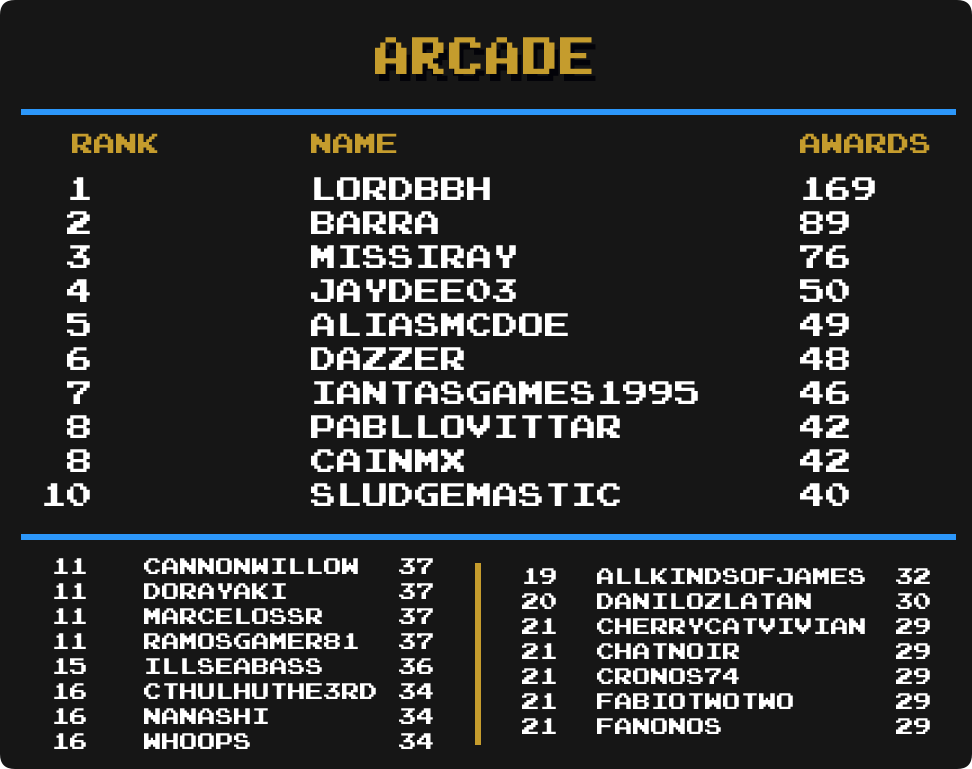 ARCADE
RANK NAME AWARDS
1 LORDBBH 169
2 BARRA 89
3 MISSIRAY 76
4 JAYDEE03 50
5 ALIASMCDOE 49
6 DAZZER 48
7 IANTASGAMES1995 46
8 PABLLOVITTAR 42
8 CAINMX 42
10 SLUDGEMASTIC 40
11 CANNONWILLOW 37
11 DORAYAKI 37
11 MARCELOSSR 37
11 RAMOSGAMER81 37
15 ILLSEABASS 36
16 CTHULHUTHE3RD 34
16 NANASHI 34
16 WHOOPS 34
19 ALLKINDSOFJAMES 32
20 DANILOZLATAN 30
21 CHERRYCATVIVIAN 29
21 CHATNOIR 29
21 CRONOS74 29
21 FABIOTWOTWO 29
21 FANONOS 29